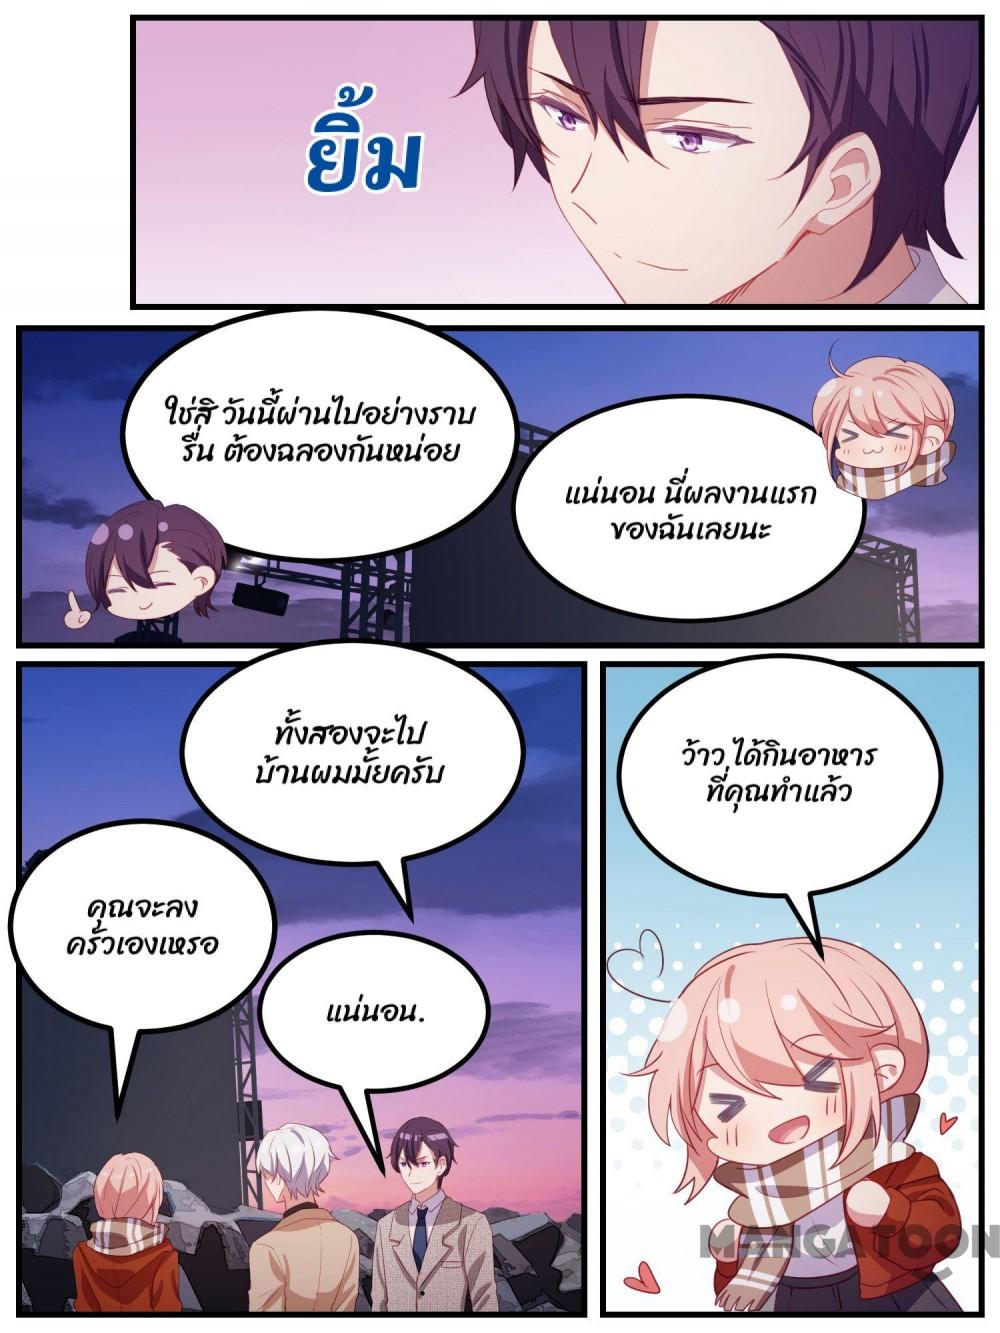 ยิ้ม
ใช่สิ วันนี้ผ่านไปอย่างราบ
รื่น ต้องฉลองกันหน่อย
แน่นอน นี่ผลงานแรก
ของฉันเลยนะ
ทั้งสองจะไป
บ้านผมมั้ยครับ
คุณจะลง
ครัวเองเหรอ
แน่นอน.
ว้าว ได้กินอาหาร
ที่คุณทำแล้ว
MANGATOON